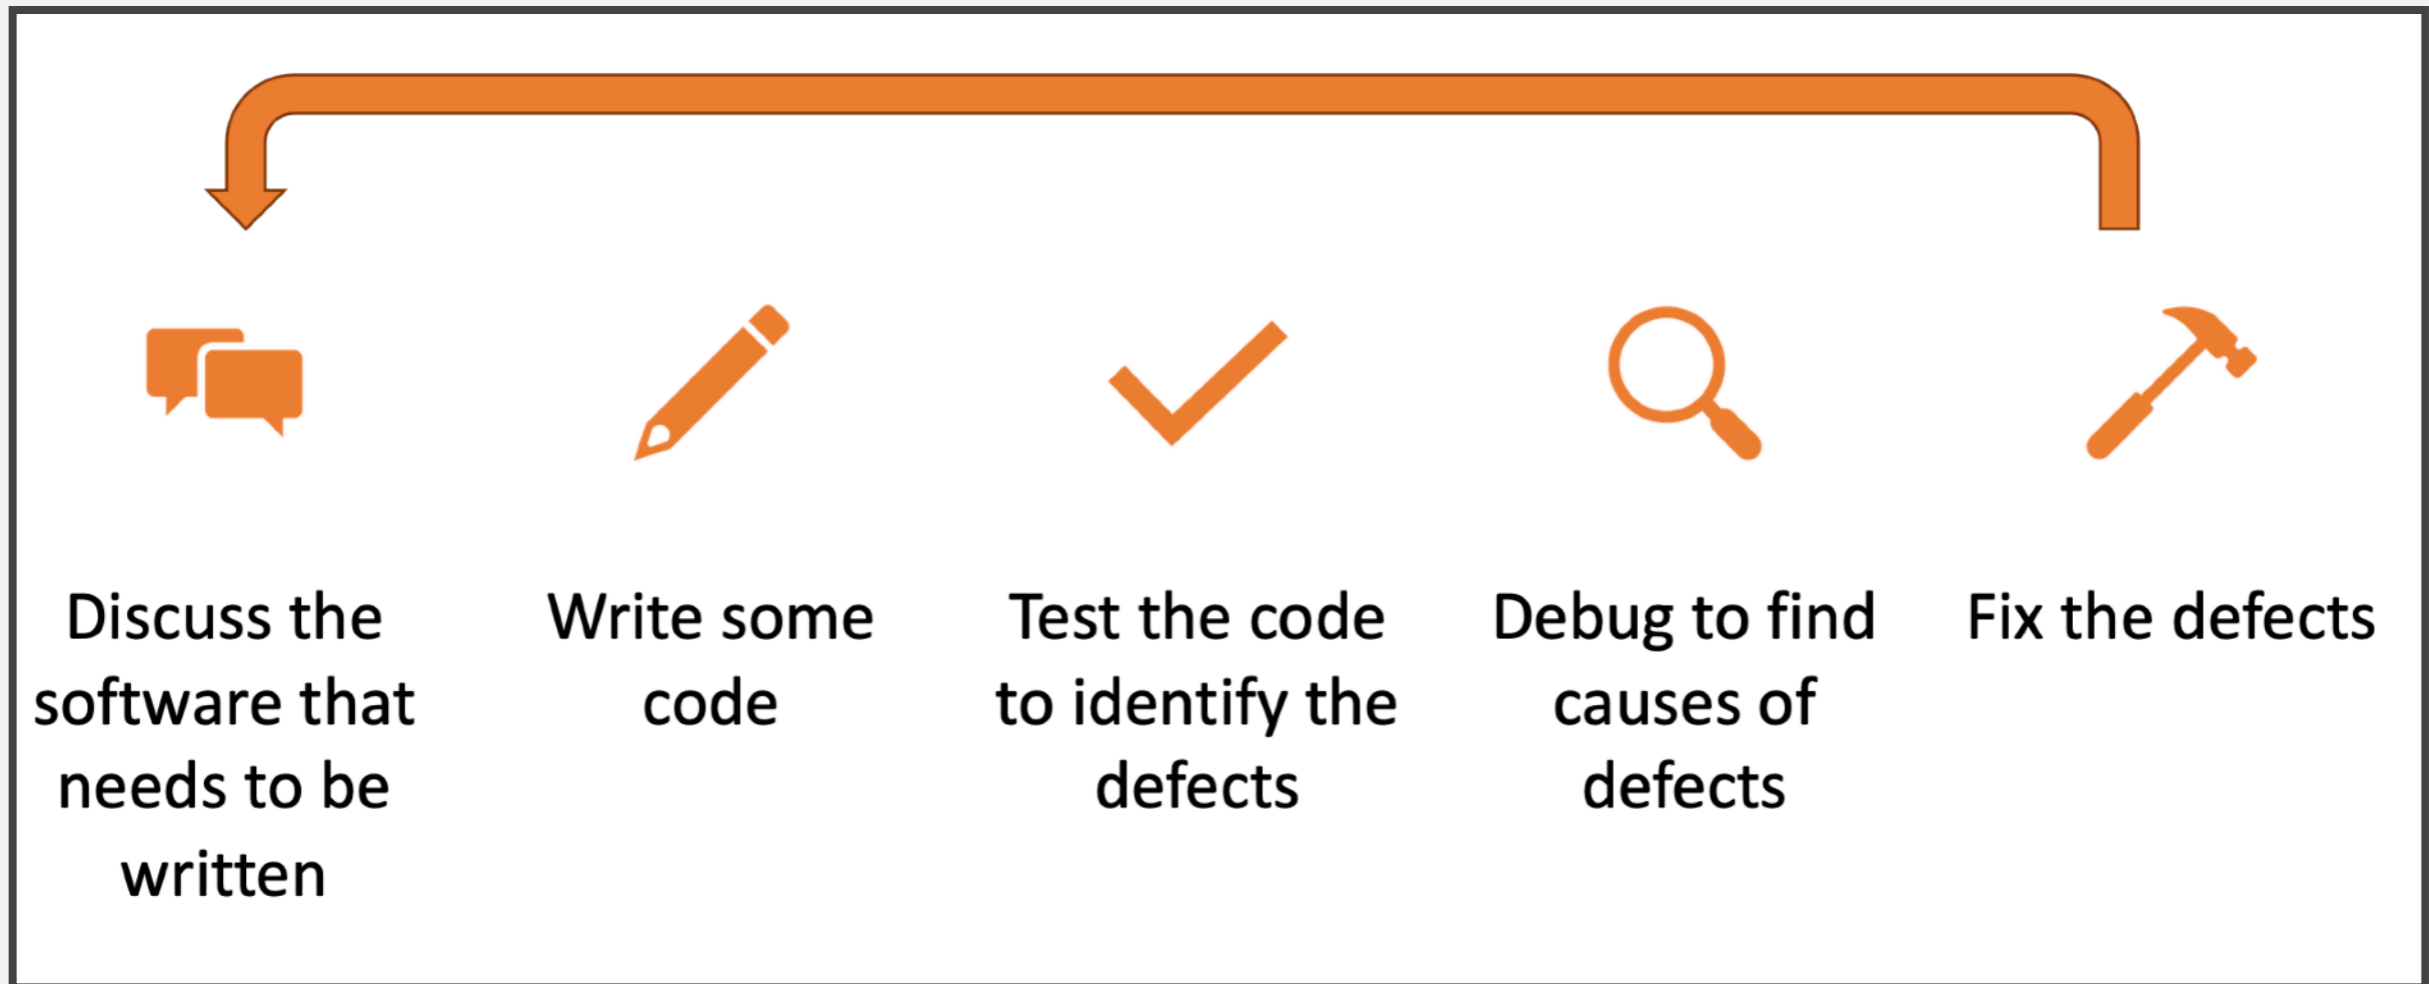 Discuss the
software that
needs to be
written
Write some
code
Test the code
to identify the
defects
Debug to find
causes of
defects
Fix the defects